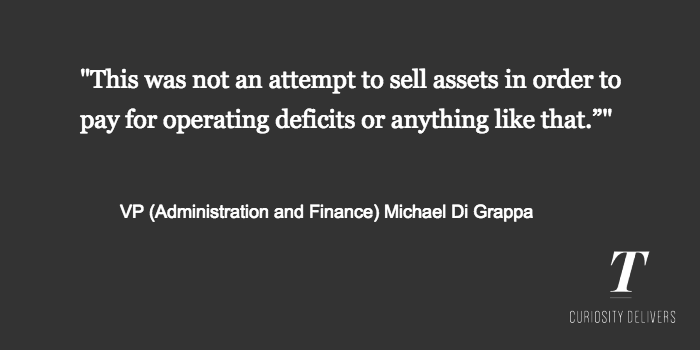 "This was not an attempt to sell assets in order to
pay for operating deficits or anything like that.”"
VP (Administration and Finance) Michael Di Grappa
T
CURIOSITY DELIVERS